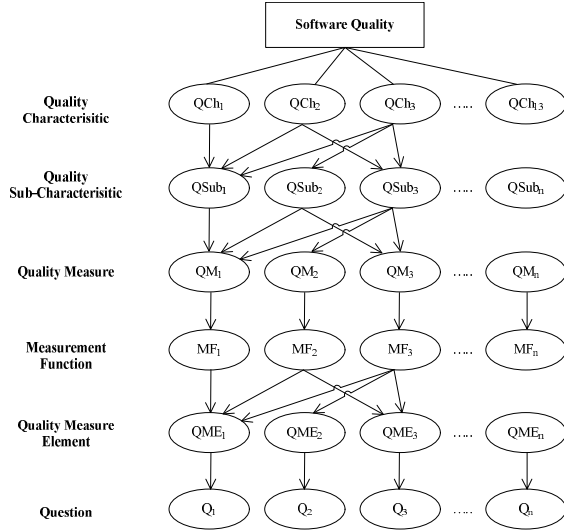 Software Quality
Quality
Characterisitic
QCh1 QCh2 QCh3 ..... QCh13
Quality
Sub-Characterisitic
QSub1 QSub2 QSub3 ..... QSubn
Quality Measure
QM1 QM2 QM3 ..... QMn
Measurement
Function
MF1 MF2 MF3 ..... MFn
Quality Measure
Element
QME1 QME2 QME3 ..... QMEn
Question
Q1 Q2 Q3 ..... Qn